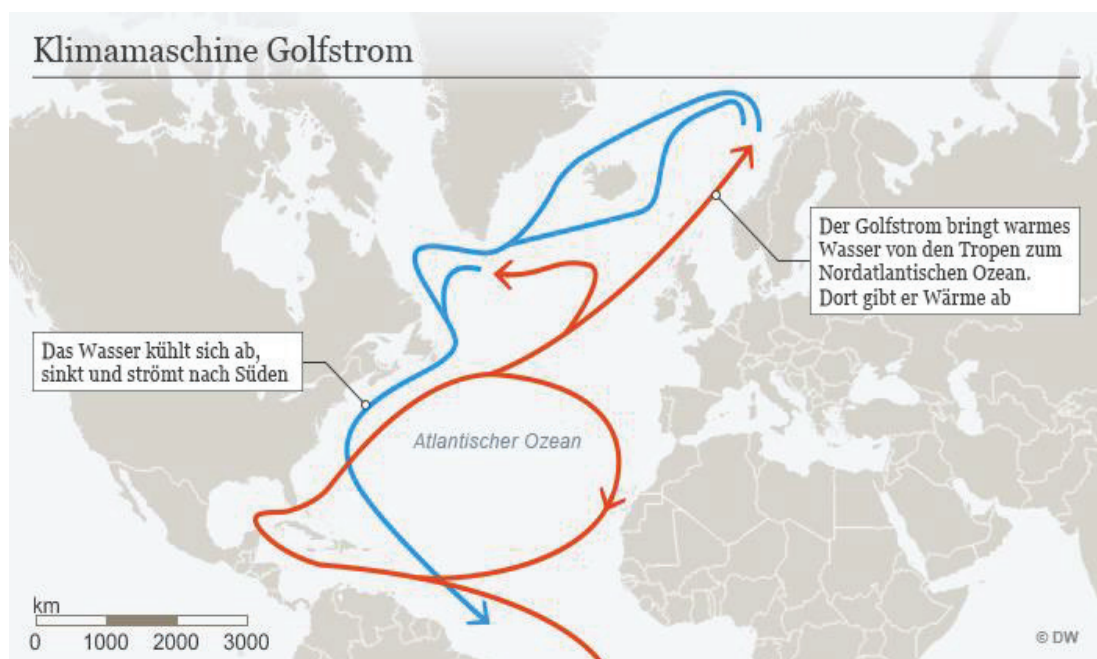 Klimamaschine Golfstrom
Der Golfstrom bringt warmes
Wasser von den Tropen zum
Nordatlantischen Ozean.
Dort gibt er Wärme ab
Das Wasser kühlt sich ab,
sinkt und strömt nach Süden
Atlantischer Ozean
km
0 1000 2000 3000
© DW